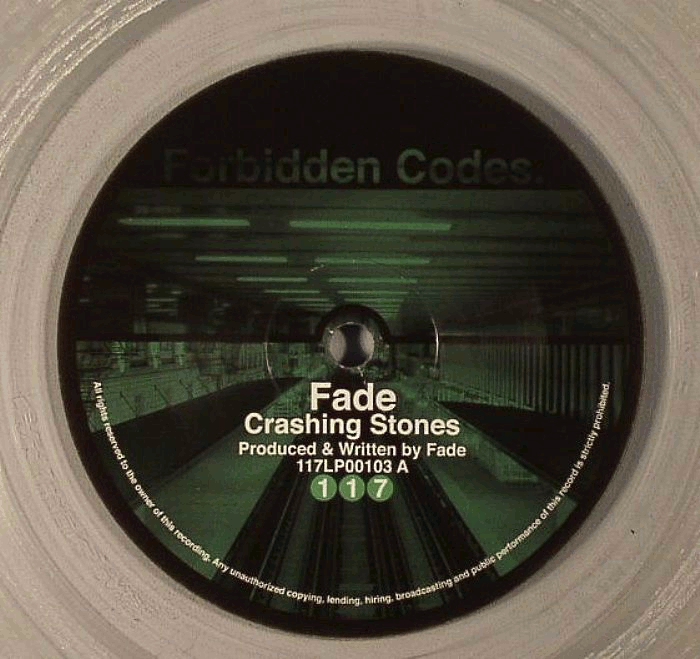 Forbidden Codes.
Fade
Crashing Stones
Produced & Written by Fade
117LP00103 A
117
All rights reserved to the owner of this recording. Any unauthorized copying, lending, hiring, broadcasting and public performance of this record is strictly prohibited.